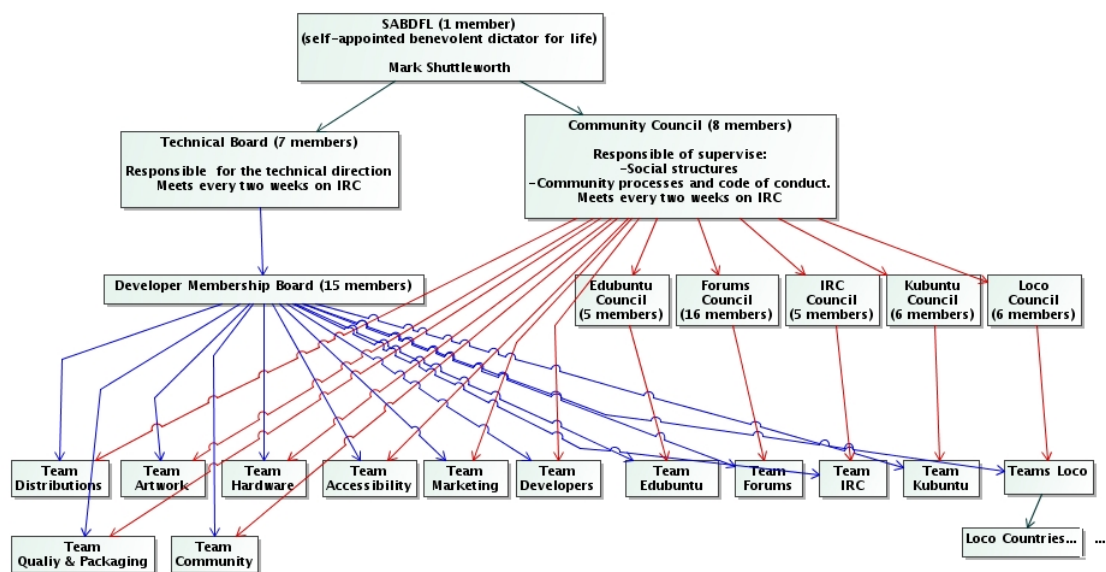 SABDFL (1 member)
(self-appointed benevolent dictator for life)
Mark Shuttleworth
Technical Board (7 members)
Responsible for the technical direction
Meets every two weeks on IRC
Community Council (8 members)
Responsible of supervise:
-Social structures
-Community processes and code of conduct.
Meets every two weeks on IRC
Developer Membership Board (15 members)
Edubuntu
Council
(5 members)
Forums
Council
(16 members)
IRC
Council
(5 members)
Kubuntu
Council
(6 members)
Loco
Council
(6 members)
Team
Distributions
Team
Artwork
Team
Hardware
Team
Accessibility
Team
Marketing
Team
Developers
Team
Edubuntu
Team
Forums
Team
IRC
Team
Kubuntu
Teams Loco
Team
Qualiy & Packaging
Team
Community
Loco Countries... ...